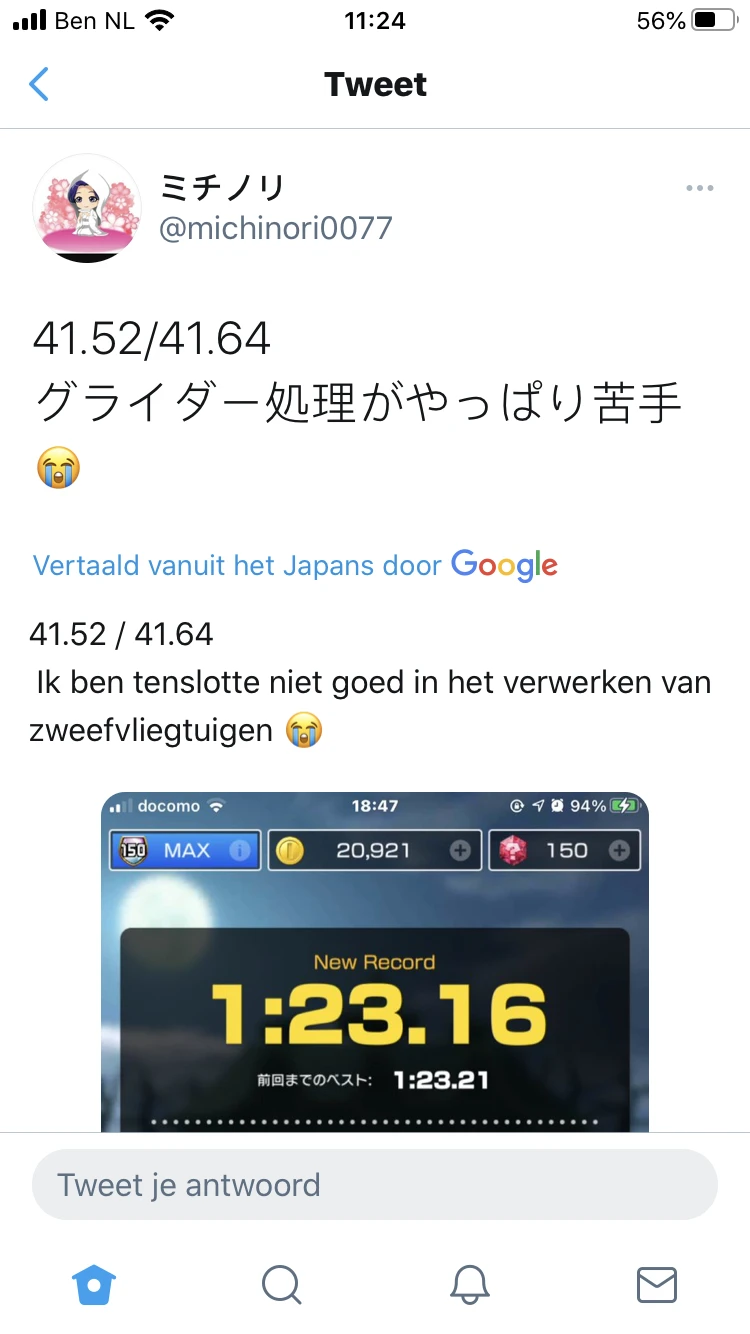 Ben NL 11:24 56%
Tweet
ミチノリ
@michinori0077
41.52/41.64
グライダー処理がやっぱり苦手
😭
Vertaald vanuit het Japans door Google
41.52 / 41.64
Ik ben tenslotte niet goed in het verwerken van
zweefvliegtuigen 😭
docomo 18:47 94%
150 MAX i 20,921 + ? 150 +
New Record
1:23.16
前回までのベスト: 1:23.21
Tweet je antwoord